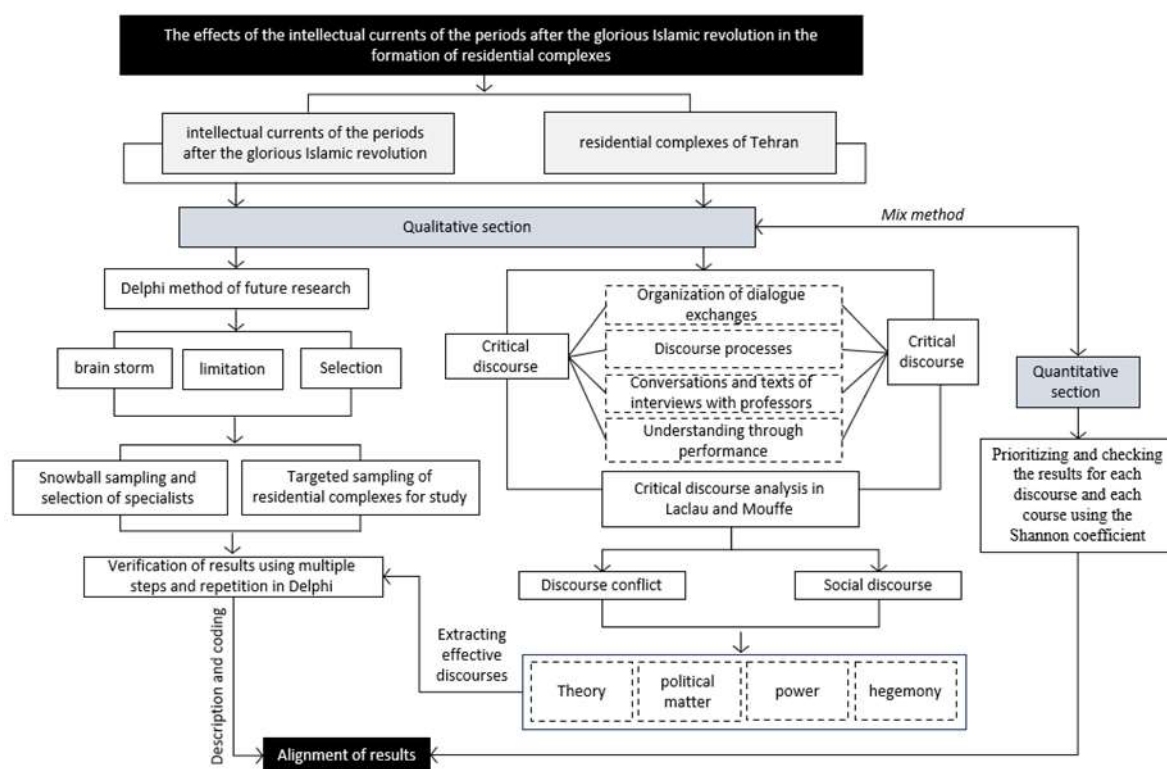 The effects of the intellectual currents of the periods after the glorious Islamic revolution in the
formation of residential complexes
intellectual currents of the periods
after the glorious Islamic revolution
residential complexes of Tehran
Mix method
Qualitative section
Delphi method of future research
brain storm
limitation
Selection
Snowball sampling and
selection of specialists
Targeted sampling of
residential complexes for study
Verification of results using multiple
steps and repetition in Delphi
Critical
discourse
Organization of dialogue
exchanges
Discourse processes
Conversations and texts of
interviews with professors
Understanding through
performance
Critical
discourse
Critical discourse analysis in
Laclau and Mouffe
Discourse conflict
Social discourse
Extracting
effective
discourses
Theory
political
matter
power
hegemony
Quantitative
section
Prioritizing and checking
the results for each
discourse and each
course using the
Shannon coefficient
Description and coding
Alignment of results